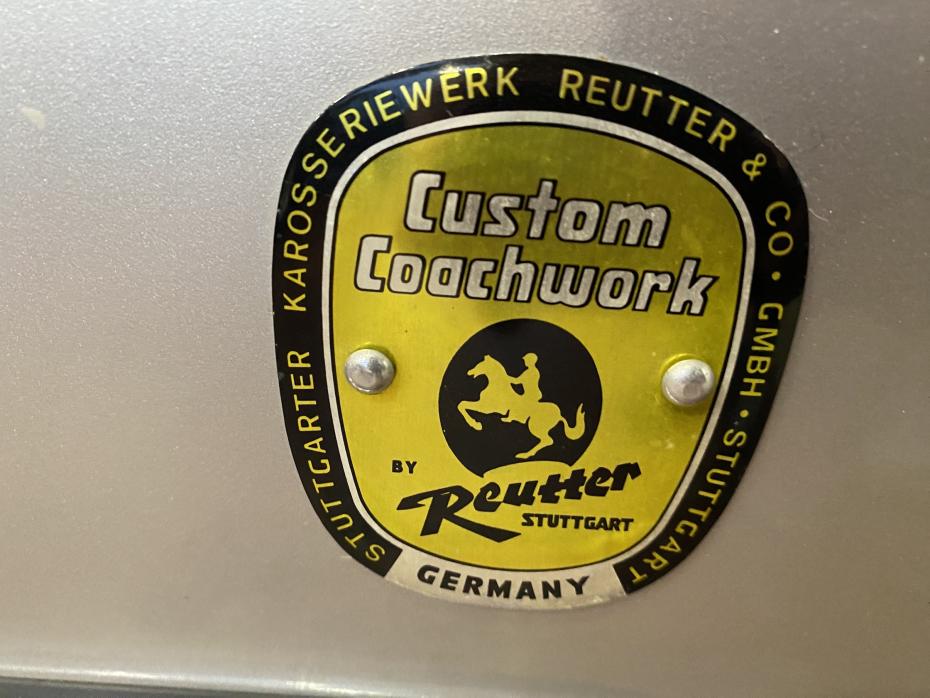 STUTTGARTER KAROSSERIEWERK REUTTER & CO. GMBH • STUTTGART
Custom
Coachwork
BY
Reutter
STUTTGART
GERMANY